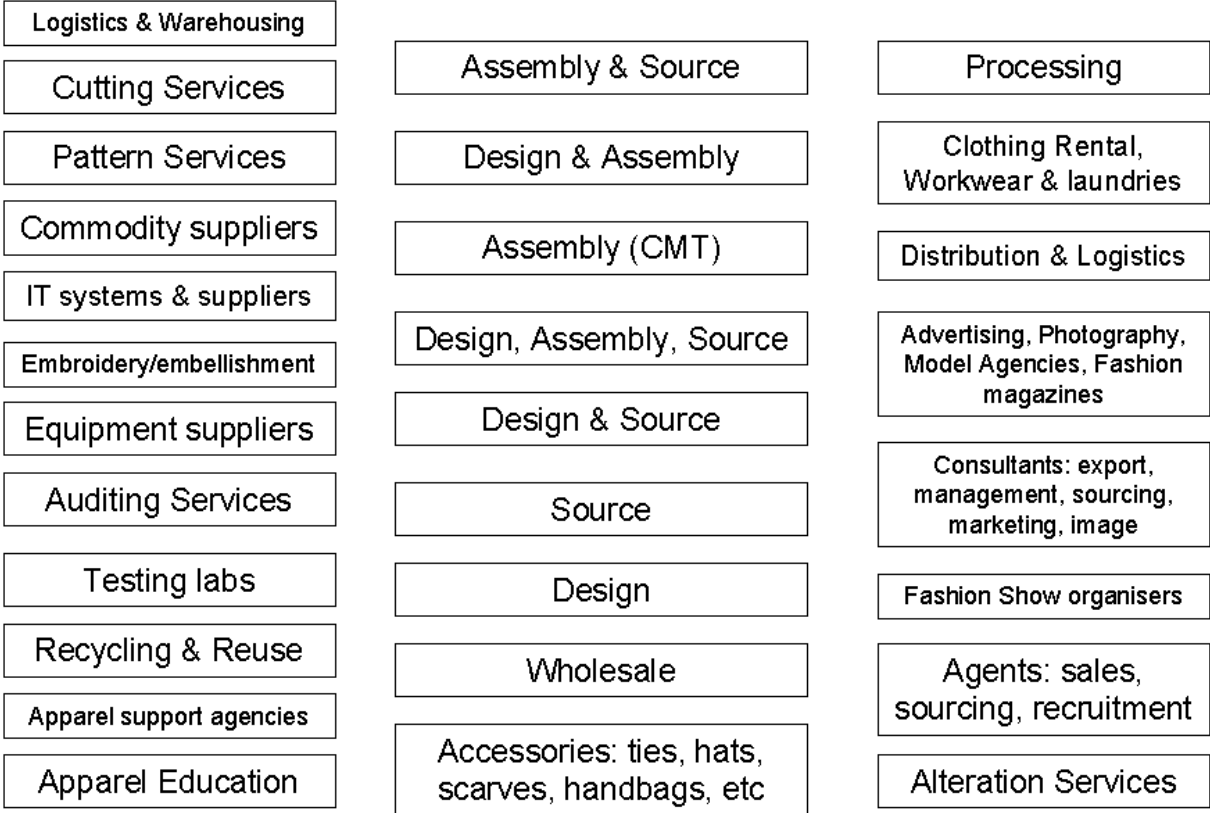 Logistics & Warehousing
Cutting Services
Pattern Services
Commodity suppliers
IT systems & suppliers
Embroidery/embellishment
Equipment suppliers
Auditing Services
Testing labs
Recycling & Reuse
Apparel support agencies
Apparel Education
Assembly & Source
Design & Assembly
Assembly (CMT)
Design, Assembly, Source
Design & Source
Source
Design
Wholesale
Accessories: ties, hats,
scarves, handbags, etc
Processing
Clothing Rental,
Workwear & laundries
Distribution & Logistics
Advertising, Photography,
Model Agencies, Fashion
magazines
Consultants: export,
management, sourcing,
marketing, image
Fashion Show organisers
Agents: sales,
sourcing, recruitment
Alteration Services